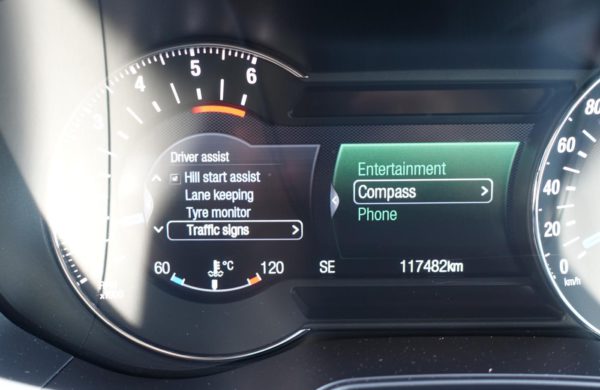 4
5
6
Driver assist
Hill start assist
Lane keeping
Tyre monitor
Traffic signs
60 °C 120
Entertainment
Compass
Phone
SE 117482km
80
60
40
20
0
km/h